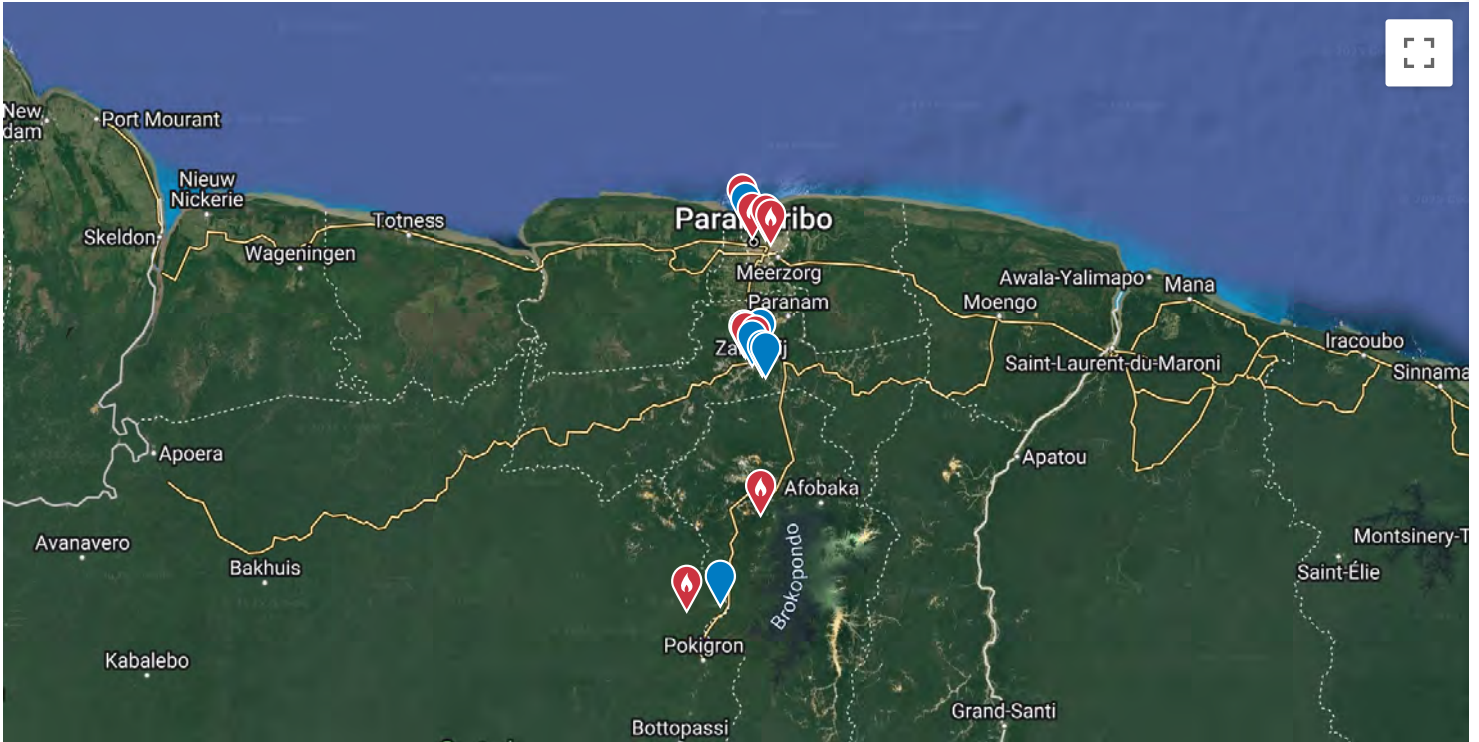 New
dam
Port Mourant
Nieuw
Nickerie
Totness
Skeldon
Wageningen
Meerzorg
Paranam
Awala-Yalimapo
Mana
Moengo
Iracoubo
Saint-Laurent-du-Maroni
Sinnama
Apoera
Apatou
Afobaka
Avanavero
Montsinery-T
Bakhuis
Saint-Élie
Brokopondo
Pokigron
Kabalebo
Grand-Santi
Bottopassi